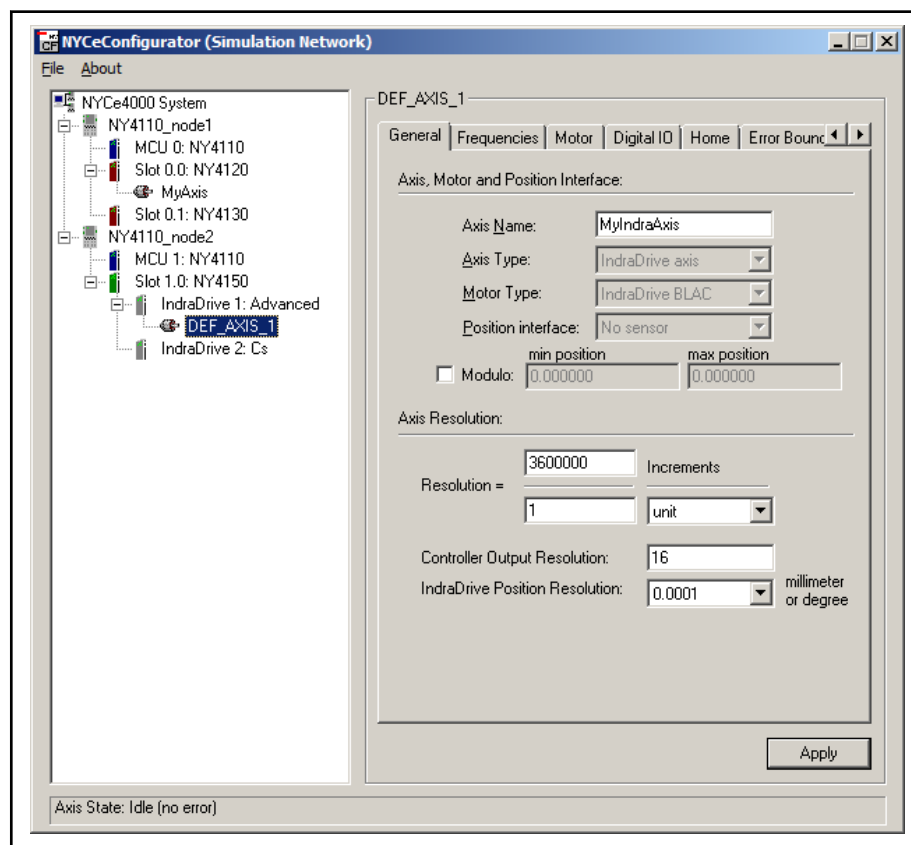 NYCeConfigurator (Simulation Network)
File About
NYCe4000 System
NY4110_node1
MCU 0: NY4110
Slot 0.0: NY4120
MyAxis
Slot 0.1: NY4130
NY4110_node2
MCU 1: NY4110
Slot 1.0: NY4150
IndraDrive 1: Advanced
DEF_AXIS_1
IndraDrive 2: Cs
DEF_AXIS_1
General Frequencies Motor Digital IO Home Error Bounc
Axis, Motor and Position Interface:
Axis Name: MyIndraAxis
Axis Type: IndraDrive axis
Motor Type: IndraDrive BLAC
Position interface: No sensor
min position max position
Modulo: 0.000000 0.000000
Axis Resolution:
3600000 Increments
Resolution =
1 unit
Controller Output Resolution: 16
IndraDrive Position Resolution: 0.0001 millimeter
or degree
Apply
Axis State: Idle (no error)